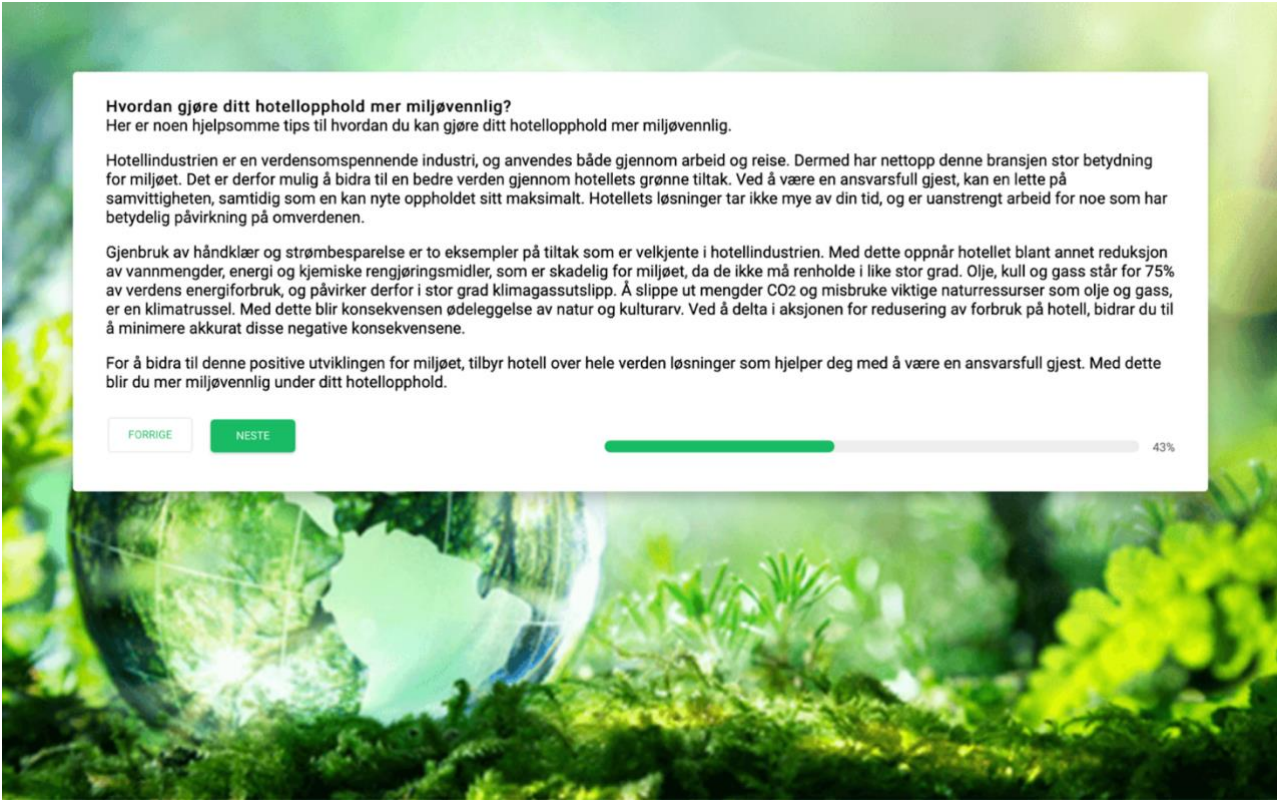 Hvordan gjøre ditt hotellopphold mer miljøvennlig?
Her er noen hjelpsomme tips til hvordan du kan gjøre ditt hotellopphold mer miljøvennlig.
Hotellindustrien er en verdensomspennende industri, og anvendes både gjennom arbeid og reise. Dermed har nettopp denne bransjen stor betydning
for miljøet. Det er derfor mulig å bidra til en bedre verden gjennom hotellets grønne tiltak. Ved å være en ansvarsfull gjest, kan en lette på
samvittigheten, samtidig som en kan nyte oppholdet sitt maksimalt. Hotellets løsninger tar ikke mye av din tid, og er uanstrengt arbeid for noe som har
betydelig påvirkning på omverdenen.
Gjenbruk av håndklær og strømbesparelse er to eksempler på tiltak som er velkjente i hotellindustrien. Med dette oppnår hotellet blant annet reduksjon
av vannmengder, energi og kjemiske rengjøringsmidler, som er skadelig for miljøet, da de ikke må renholde i like stor grad. Olje, kull og gass står for 75%
av verdens energiforbruk, og påvirker derfor i stor grad klimagassutslipp. Å slippe ut mengder CO2 og misbruke viktige naturressurser som olje og gass,
er en klimatrussel. Med dette blir konsekvensen ødeleggelse av natur og kulturarv. Ved å delta i aksjonen for redusering av forbruk på hotell, bidrar du til
å minimere akkurat disse negative konsekvensene.
For å bidra til denne positive utviklingen for miljøet, tilbyr hotell over hele verden løsninger som hjelper deg med å være en ansvarsfull gjest. Med dette
blir du mer miljøvennlig under ditt hotellopphold.
FORRIGE NESTE 43%